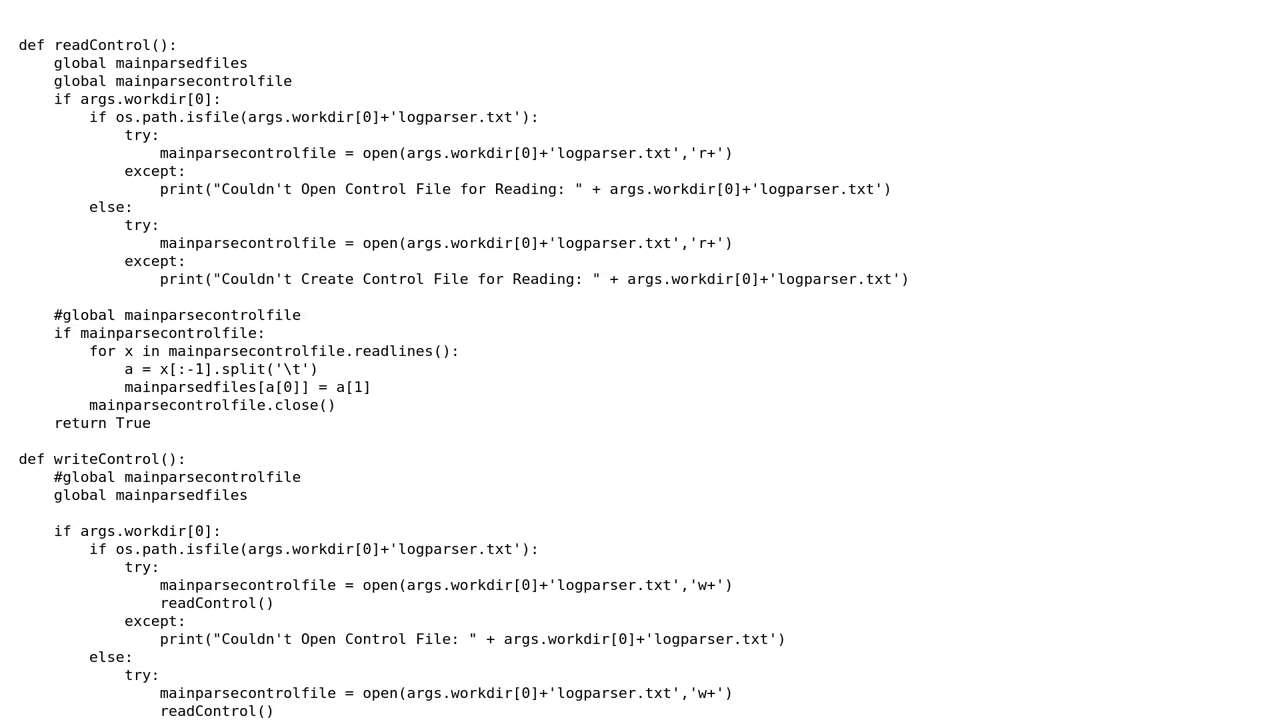 def readControl():
    global mainparsedfiles
    global mainparsecontrolfile
    if args.workdir[0]:
        if os.path.isfile(args.workdir[0]+'logparser.txt'):
            try:
                mainparsecontrolfile = open(args.workdir[0]+'logparser.txt','r+')
            except:
                print("Couldn't Open Control File for Reading: " + args.workdir[0]+'logparser.txt')
        else:
            try:
                mainparsecontrolfile = open(args.workdir[0]+'logparser.txt','r+')
            except:
                print("Couldn't Create Control File for Reading: " + args.workdir[0]+'logparser.txt')

    #global mainparsecontrolfile
    if mainparsecontrolfile:
        for x in mainparsecontrolfile.readlines():
            a = x[:-1].split('\t')
            mainparsedfiles[a[0]] = a[1]
        mainparsecontrolfile.close()
    return True

def writeControl():
    #global mainparsecontrolfile
    global mainparsedfiles

    if args.workdir[0]:
        if os.path.isfile(args.workdir[0]+'logparser.txt'):
            try:
                mainparsecontrolfile = open(args.workdir[0]+'logparser.txt','w+')
                readControl()
            except:
                print("Couldn't Open Control File: " + args.workdir[0]+'logparser.txt')
        else:
            try:
                mainparsecontrolfile = open(args.workdir[0]+'logparser.txt','w+')
                readControl()